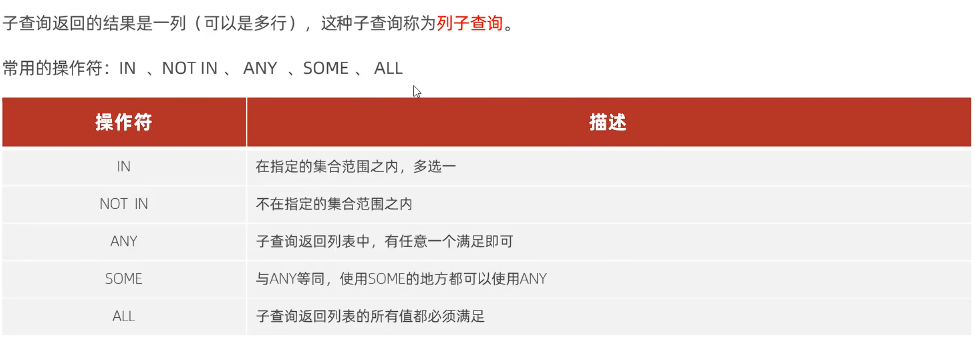 子查询返回的结果是一列（可以是多行），这种子查询称为列子查询。
常用的操作符：IN 、NOT IN 、 ANY 、SOME 、 ALL
操作符 描述
IN 在指定的集合范围之内，多选一
NOT IN 不在指定的集合范围之内
ANY 子查询返回列表中，有任意一个满足即可
SOME 与ANY等同，使用SOME的地方都可以使用ANY
ALL 子查询返回列表的所有值都必须满足